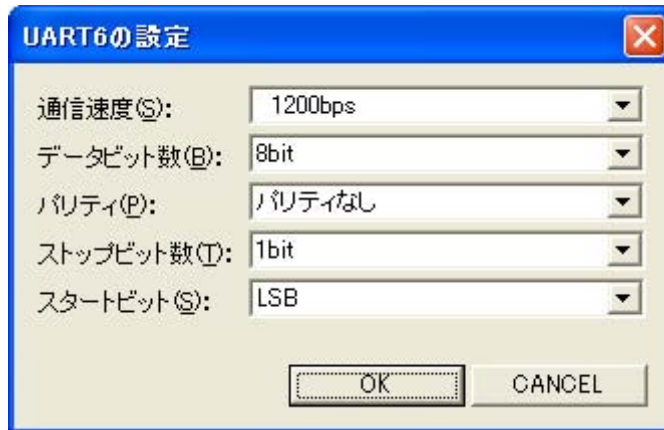 UART6の設定
通信速度(S): 1200bps
データビット数(B): 8bit
パリティ(P): パリティなし
ストップビット数(T): 1bit
スタートビット(S): LSB
OK CANCEL